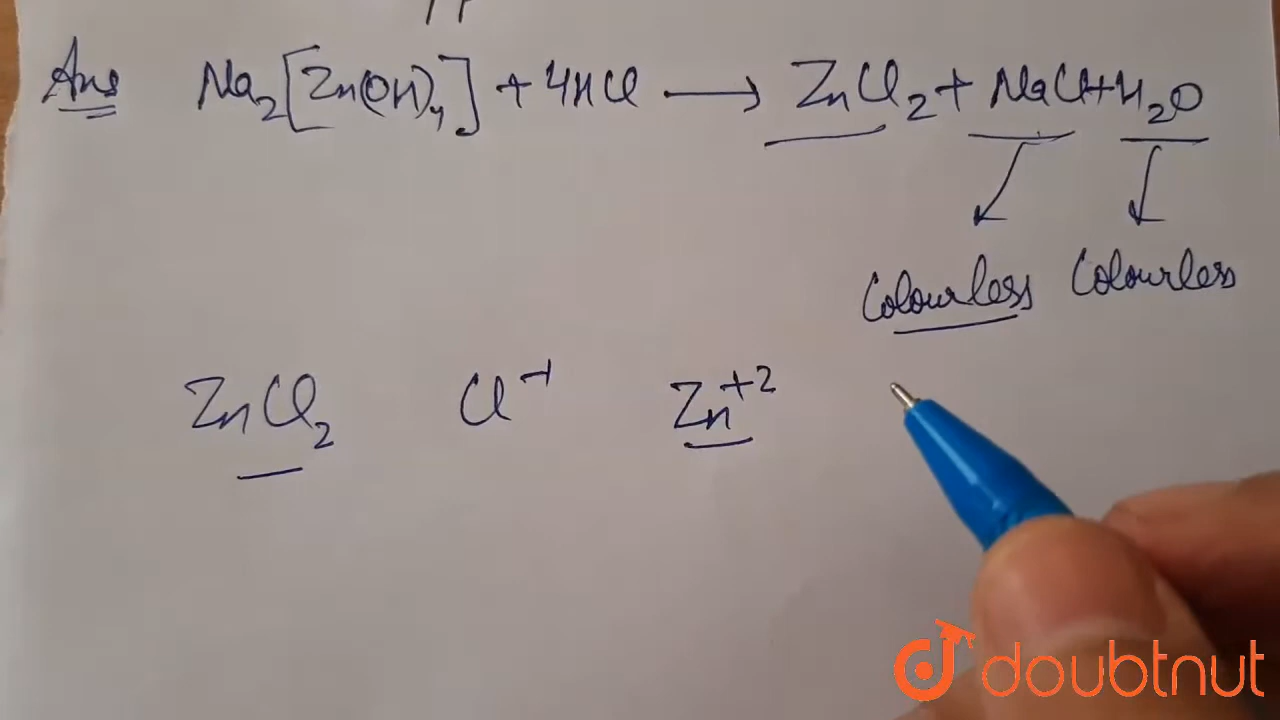 Ans Na₂[Zn(OH)₄] + 4HCl → ZnCl₂ + NaCl + H₂O
Colourless Colourless
ZnCl₂ Cl⁻¹ Zn⁺²
doubtnut